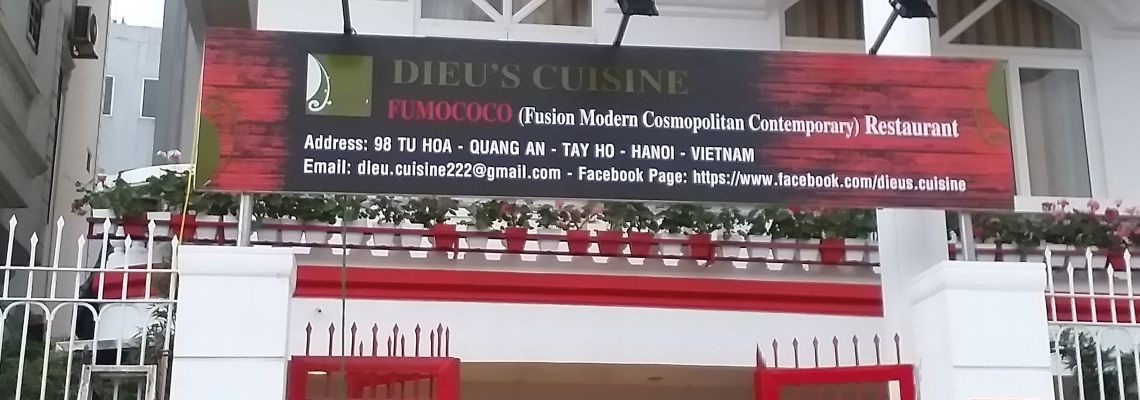 DIEU'S CUISINE
FUMOCOCO (Fusion Modern Cosmopolitan Contemporary) Restaurant
Address: 98 TU HOA - QUANG AN - TAY HO - HANOI - VIETNAM
Email: dieu.cuisine222@gmail.com - Facebook Page: https://www.facebook.com/dieus.cuisine